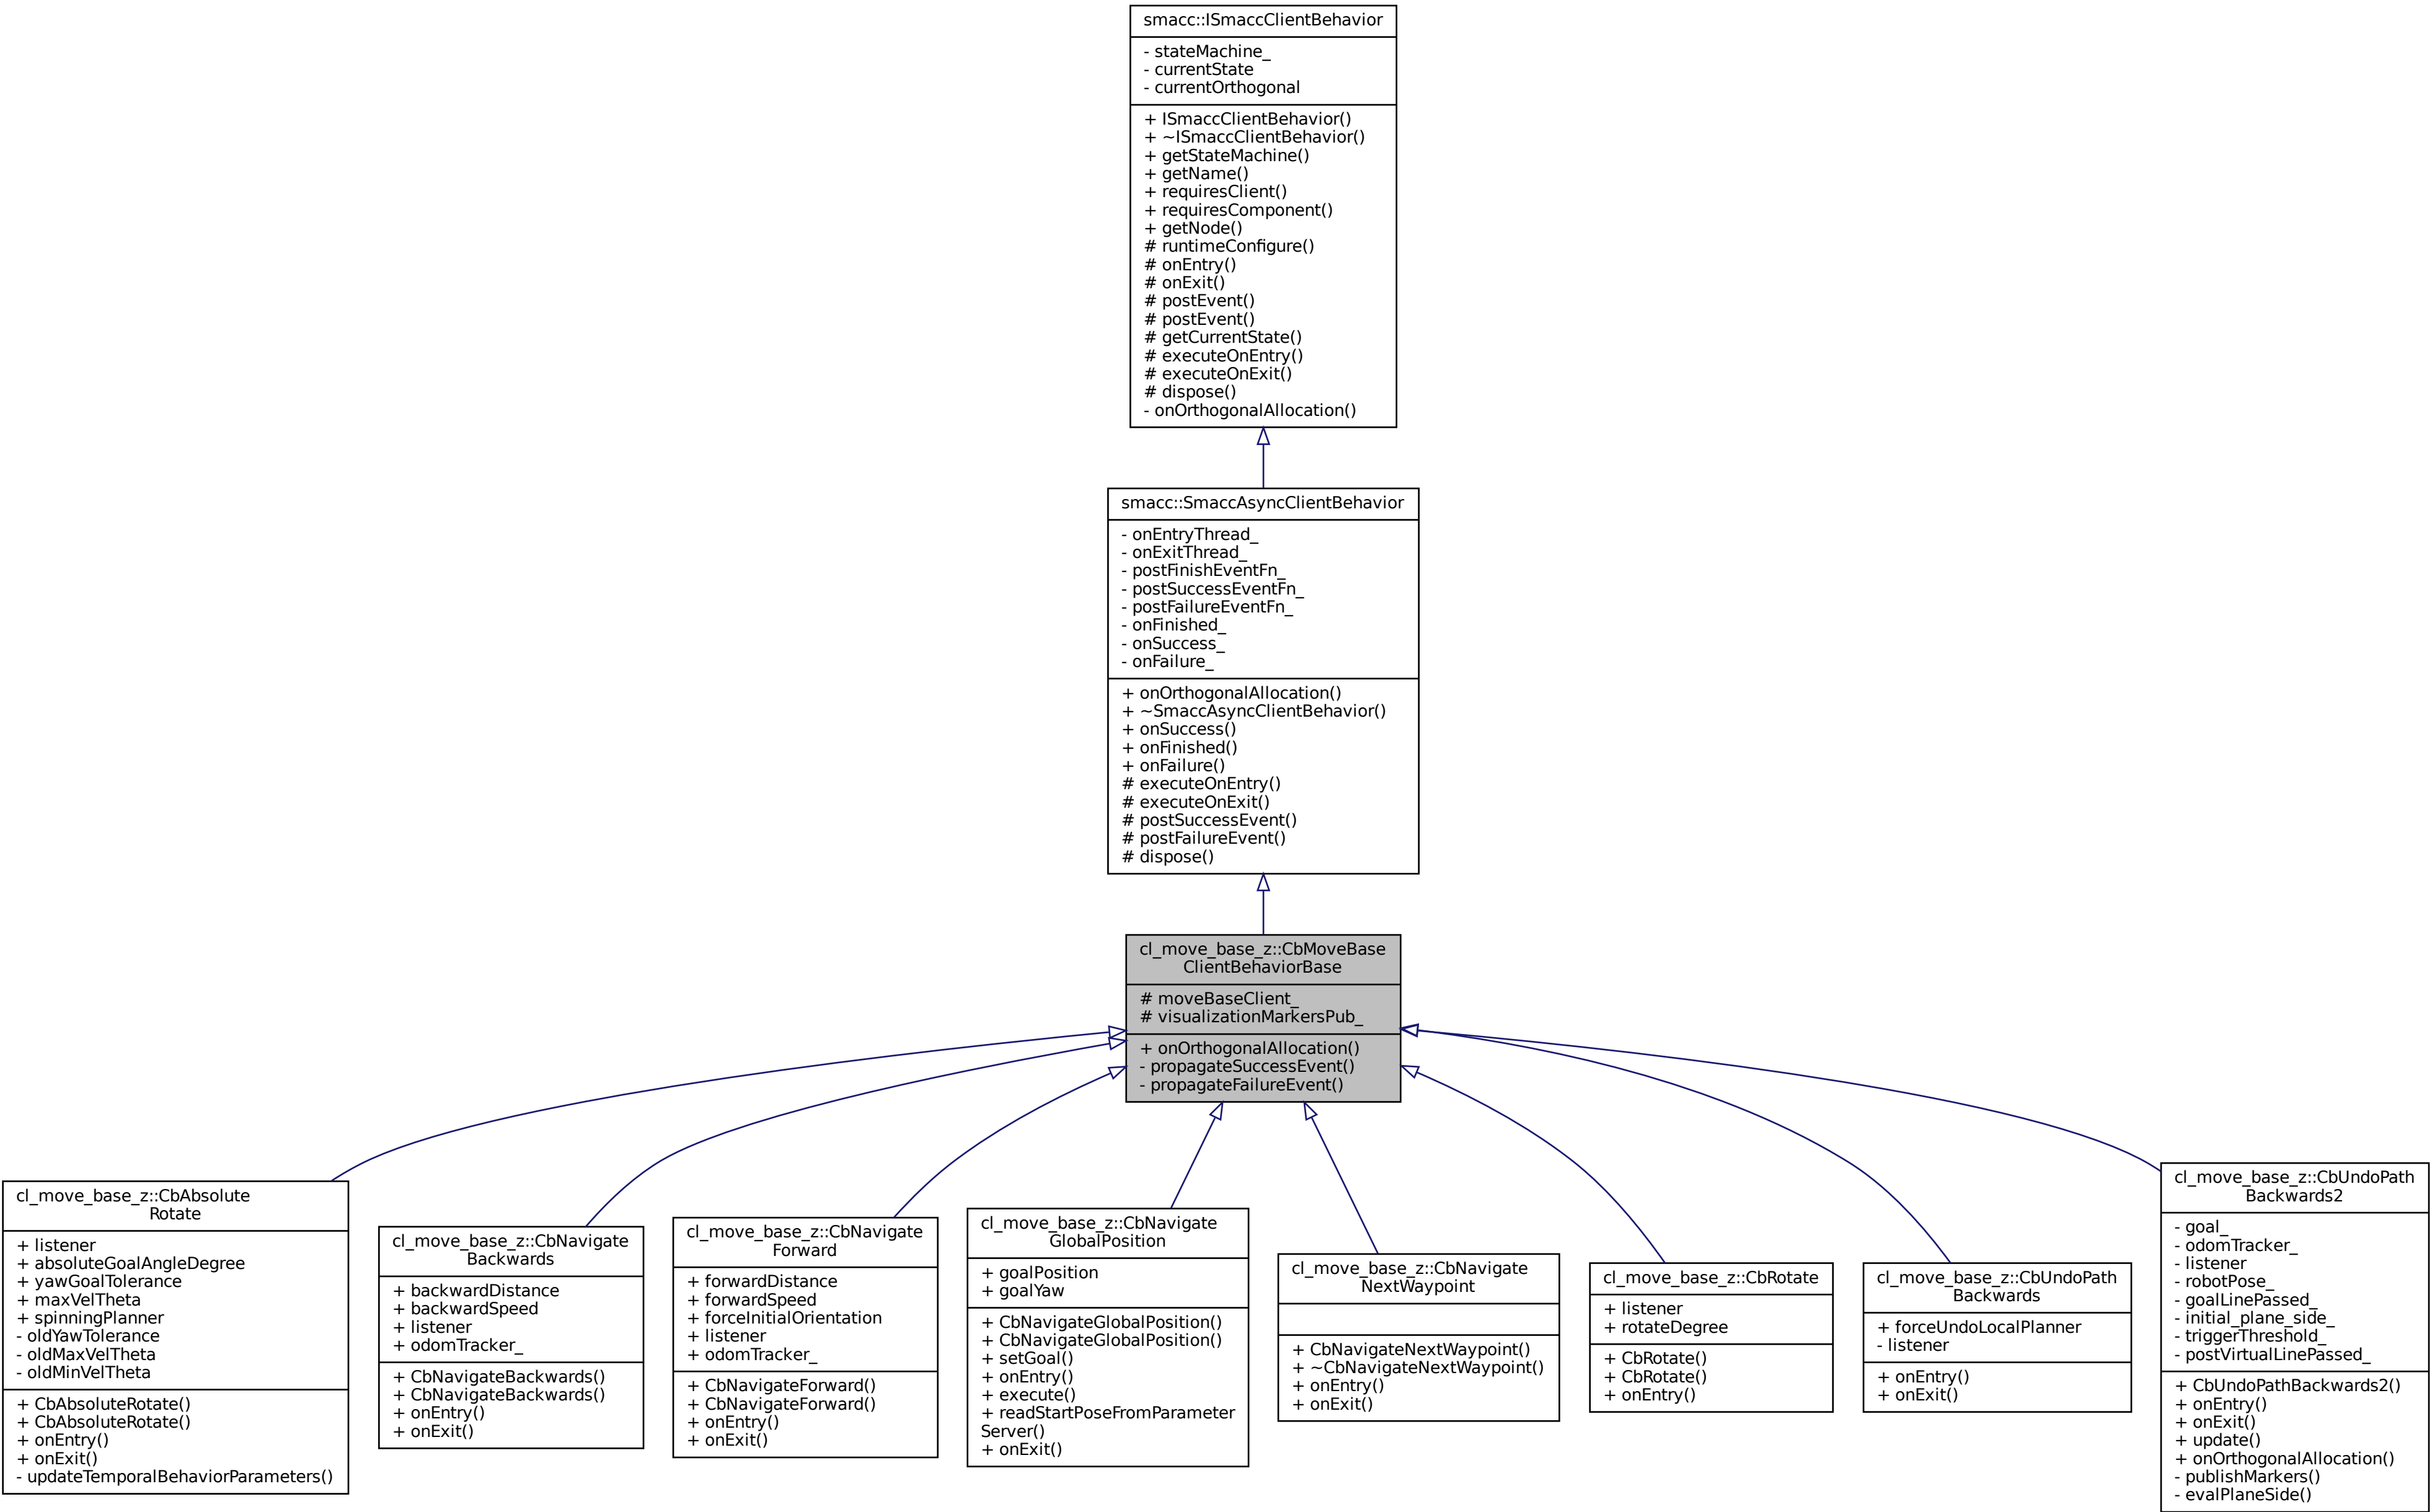 smacc::ISmaccClientBehavior
- stateMachine_
- currentState
- currentOrthogonal
+ ISmaccClientBehavior()
+ ~ISmaccClientBehavior()
+ getStateMachine()
+ getName()
+ requiresClient()
+ requiresComponent()
+ getNode()
# runtimeConfigure()
# onEntry()
# onExit()
# postEvent()
# postEvent()
# getCurrentState()
# executeOnEntry()
# executeOnExit()
# dispose()
- onOrthogonalAllocation()
smacc::SmaccAsyncClientBehavior
- onEntryThread_
- onExitThread_
- postFinishEventFn_
- postSuccessEventFn_
- postFailureEventFn_
- onFinished_
- onSuccess_
- onFailure_
+ onOrthogonalAllocation()
+ ~SmaccAsyncClientBehavior()
+ onSuccess()
+ onFinished()
+ onFailure()
# executeOnEntry()
# executeOnExit()
# postSuccessEvent()
# postFailureEvent()
# dispose()
cl_move_base_z::CbMoveBase
ClientBehaviorBase
# moveBaseClient_
# visualizationMarkersPub_
+ onOrthogonalAllocation()
- propagateSuccessEvent()
- propagateFailureEvent()
cl_move_base_z::CbAbsolute
Rotate
+ listener
+ absoluteGoalAngleDegree
+ yawGoalTolerance
+ maxVelTheta
+ spinningPlanner
- oldYawTolerance
- oldMaxVelTheta
- oldMinVelTheta
+ CbAbsoluteRotate()
+ CbAbsoluteRotate()
+ onEntry()
+ onExit()
- updateTemporalBehaviorParameters()
cl_move_base_z::CbNavigate
Backwards
+ backwardDistance
+ backwardSpeed
+ listener
+ odomTracker_
+ CbNavigateBackwards()
+ CbNavigateBackwards()
+ onEntry()
+ onExit()
cl_move_base_z::CbNavigate
Forward
+ forwardDistance
+ forwardSpeed
+ forceInitialOrientation
+ listener
+ odomTracker_
+ CbNavigateForward()
+ CbNavigateForward()
+ onEntry()
+ onExit()
cl_move_base_z::CbNavigate
GlobalPosition
+ goalPosition
+ goalYaw
+ CbNavigateGlobalPosition()
+ CbNavigateGlobalPosition()
+ setGoal()
+ onEntry()
+ execute()
+ readStartPoseFromParameter
Server()
+ onExit()
cl_move_base_z::CbNavigate
NextWaypoint
+ CbNavigateNextWaypoint()
+ ~CbNavigateNextWaypoint()
+ onEntry()
+ onExit()
cl_move_base_z::CbRotate
+ listener
+ rotateDegree
+ CbRotate()
+ CbRotate()
+ onEntry()
cl_move_base_z::CbUndoPath
Backwards
+ forceUndoLocalPlanner
- listener
+ onEntry()
+ onExit()
cl_move_base_z::CbUndoPath
Backwards2
- goal_
- odomTracker_
- listener
- robotPose_
- goalLinePassed_
- initial_plane_side_
- triggerThreshold_
- postVirtualLinePassed_
+ CbUndoPathBackwards2()
+ onEntry()
+ onExit()
+ update()
+ onOrthogonalAllocation()
- publishMarkers()
- evalPlaneSide()